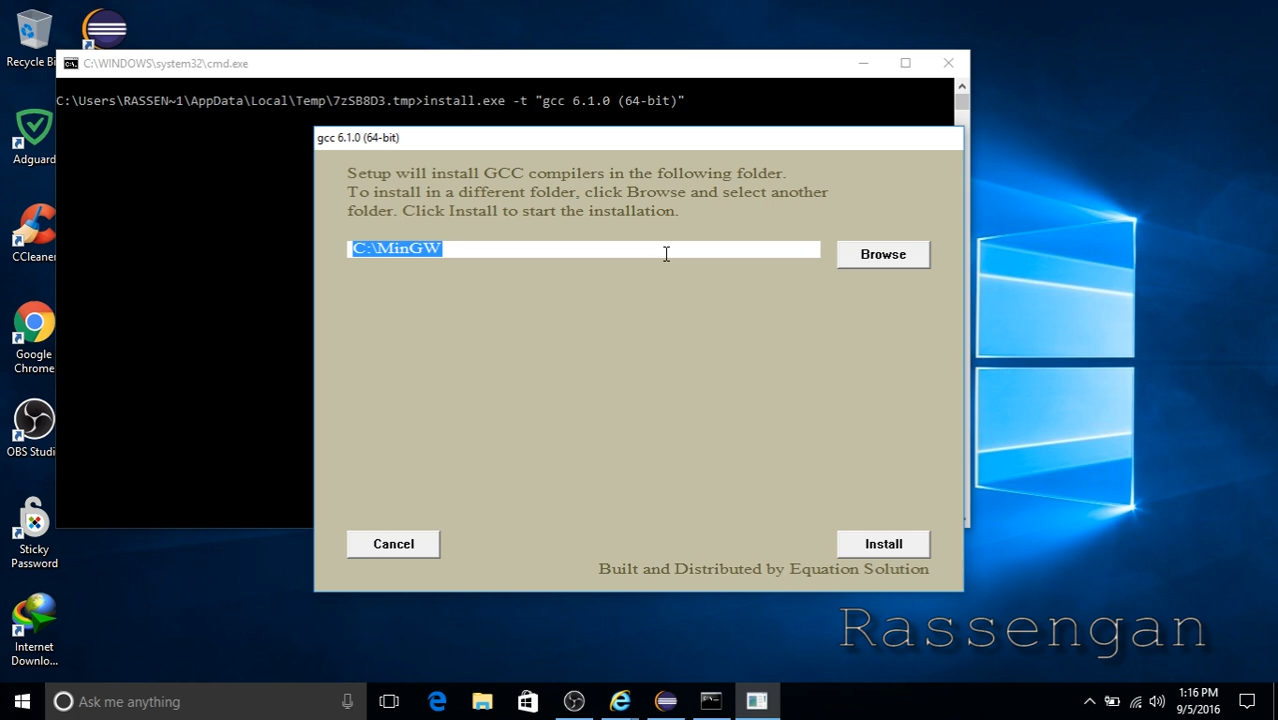 Recycle Bi
C:\WINDOWS\system32\cmd.exe
C:\Users\RASSEN~1\AppData\Local\Temp\7zSB8D3.tmp>install.exe -t "gcc 6.1.0 (64-bit)"
gcc 6.1.0 (64-bit)
Setup will install GCC compilers in the following folder.
To install in a different folder, click Browse and select another
folder. Click Install to start the installation.
C:\MinGW
Browse
Cancel
Install
Built and Distributed by Equation Solution
Adguard
CCleaner
Google
Chrome
OBS Studi
Sticky
Password
Internet
Downlo...
Rassengan
Ask me anything
1:16 PM
9/5/2016